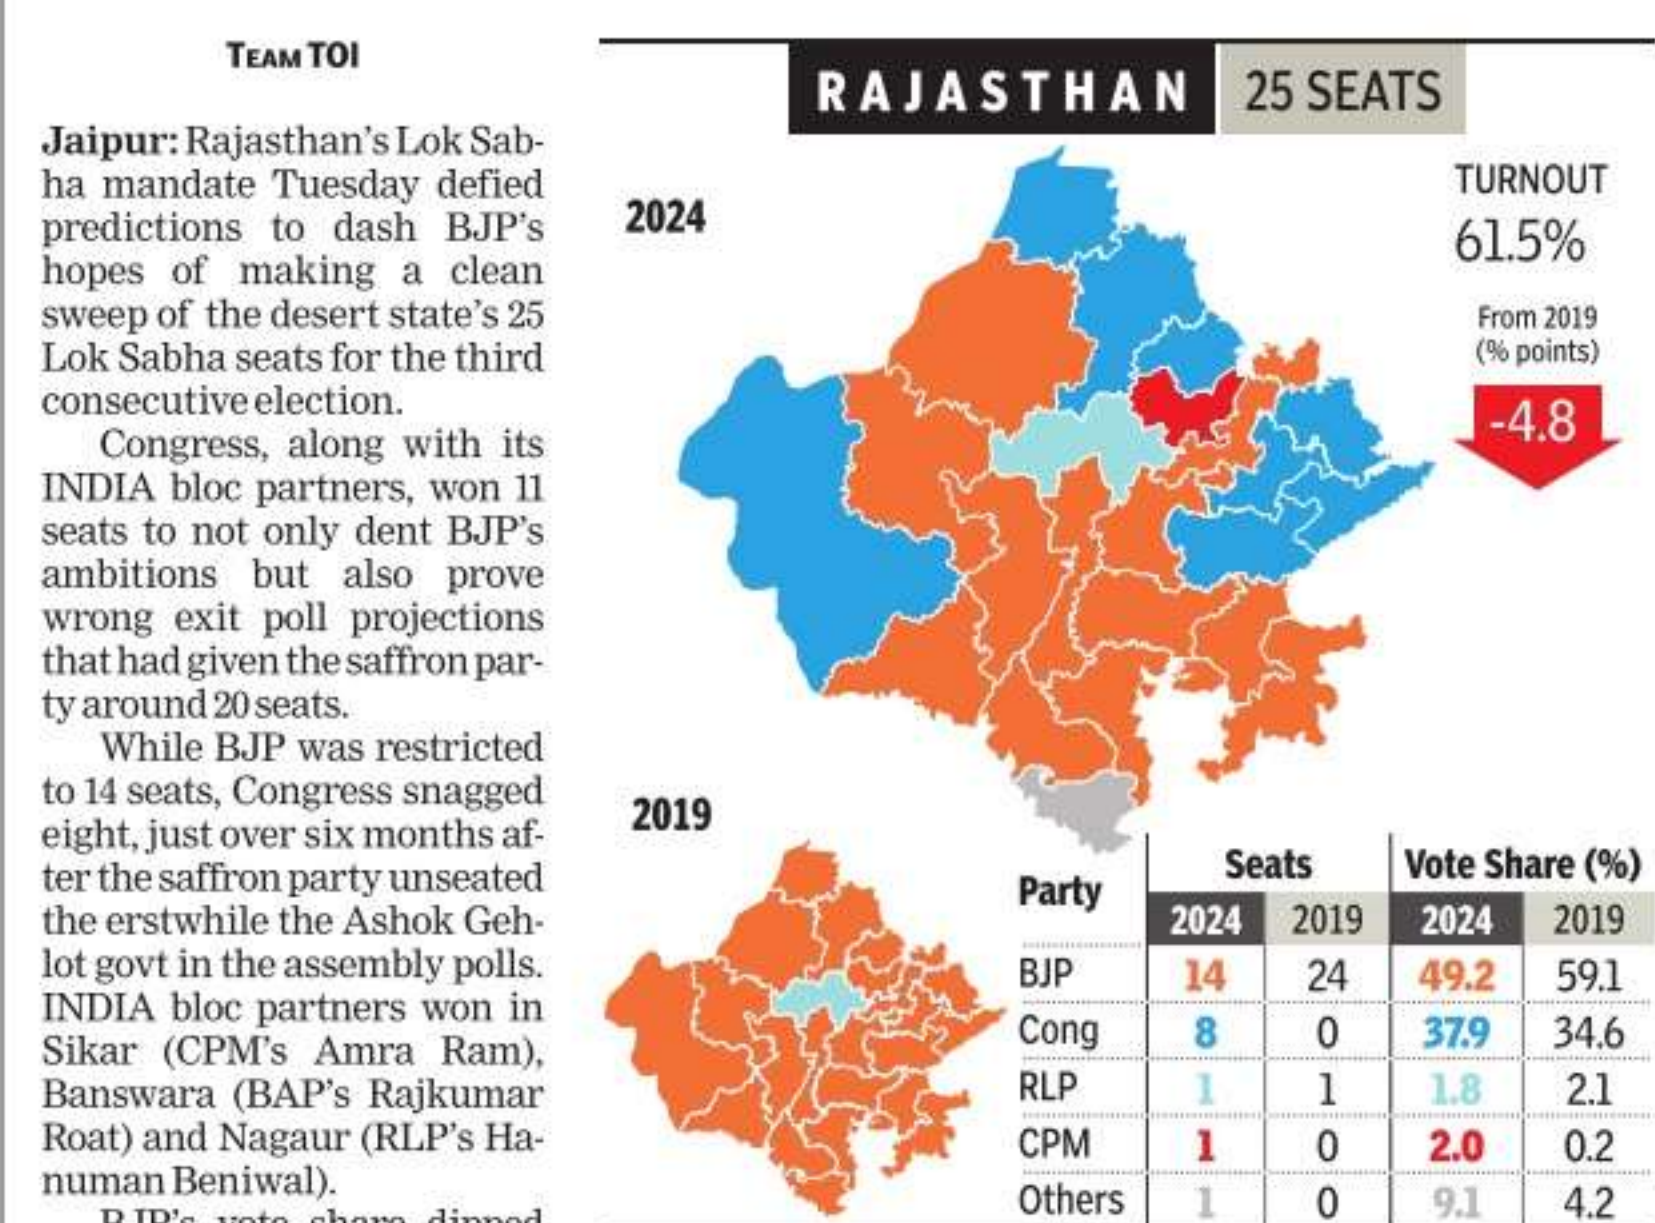 TEAM TOI
Jaipur: Rajasthan's Lok Sab-
ha mandate Tuesday defied
predictions to dash BJP's
hopes of making a clean
sweep of the desert state's 25
Lok Sabha seats for the third
consecutive election.
Congress, along with its
INDIA bloc partners, won 11
seats to not only dent BJP's
ambitions but also prove
wrong exit poll projections
that had given the saffron par-
ty around 20 seats.
While BJP was restricted
to 14 seats, Congress snagged
eight, just over six months af-
ter the saffron party unseated
the erstwhile the Ashok Geh-
lot govt in the assembly polls.
INDIA bloc partners won in
Sikar (CPM's Amra Ram),
Banswara (BAP's Rajkumar
Roat) and Nagaur (RLP's Ha-
numan Beniwal).
BJP's vote share dipped
RAJASTHAN 25 SEATS
2024
TURNOUT
61.5%
From 2019
(% points)
-4.8
2019
Party Seats Vote Share (%)
2024 2019 2024 2019
BJP 14 24 49.2 59.1
Cong 8 0 37.9 34.6
RLP 1 1 1.8 2.1
CPM 1 0 2.0 0.2
Others 1 0 9.1 4.2